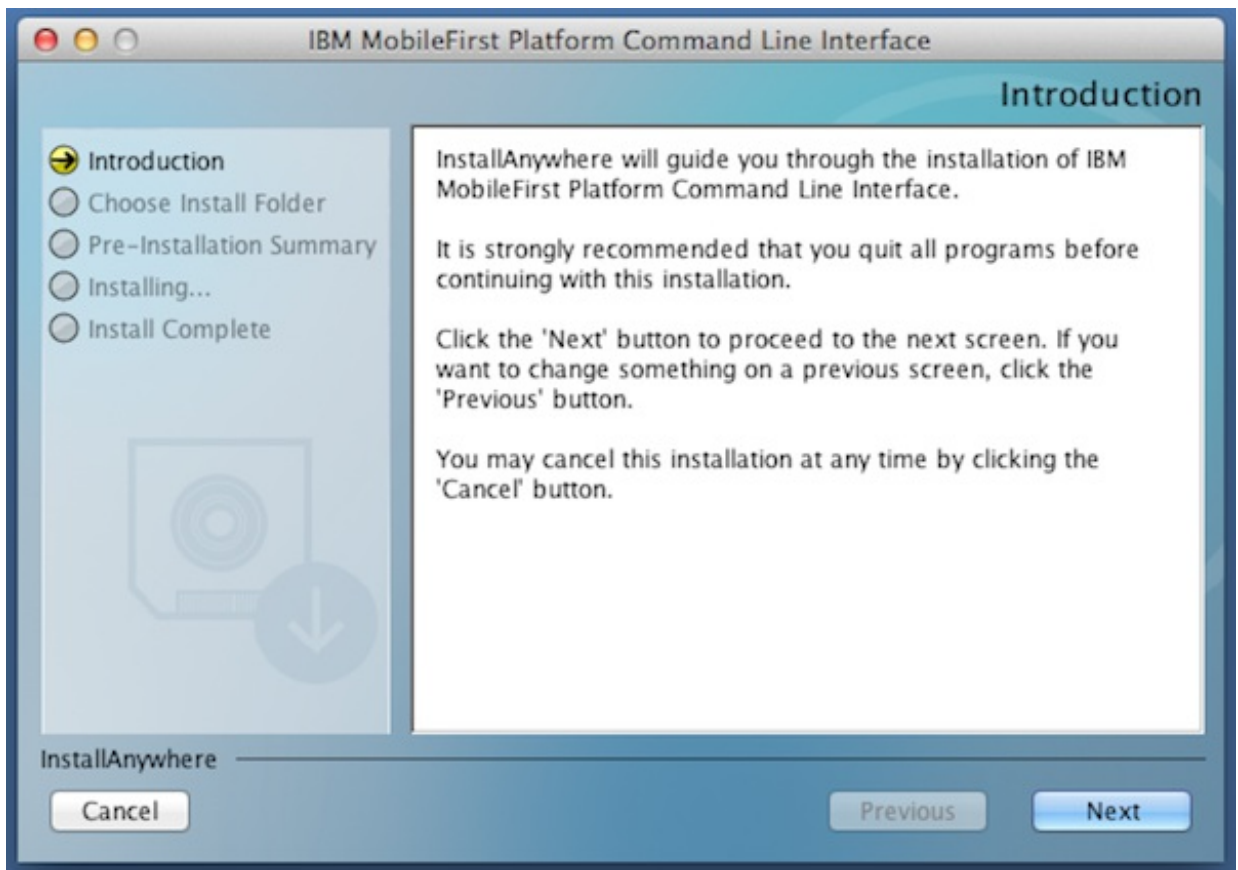 IBM MobileFirst Platform Command Line Interface
Introduction
Introduction
Choose Install Folder
Pre-Installation Summary
Installing...
Install Complete
InstallAnywhere will guide you through the installation of IBM
MobileFirst Platform Command Line Interface.
It is strongly recommended that you quit all programs before
continuing with this installation.
Click the 'Next' button to proceed to the next screen. If you
want to change something on a previous screen, click the
'Previous' button.
You may cancel this installation at any time by clicking the
'Cancel' button.
InstallAnywhere
Cancel
Previous
Next